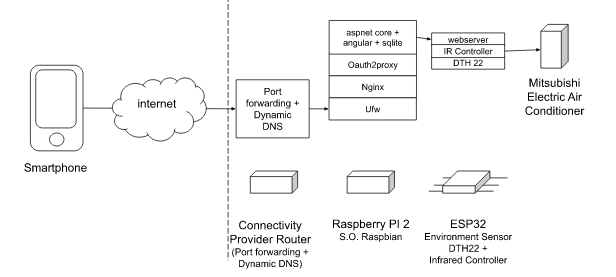 Smartphone
internet
Port
forwarding +
Dynamic
DNS
aspnet core +
angular + sqlite
Oauth2proxy
Nginx
Ufw
webserver
IR Controller
DTH 22
Mitsubishi
Electric Air
Conditioner
Connectivity
Provider Router
(Port forwarding +
Dynamic DNS)
Raspberry PI 2
S.O. Raspbian
ESP32
Environment Sensor
DTH22 +
Infrared Controller